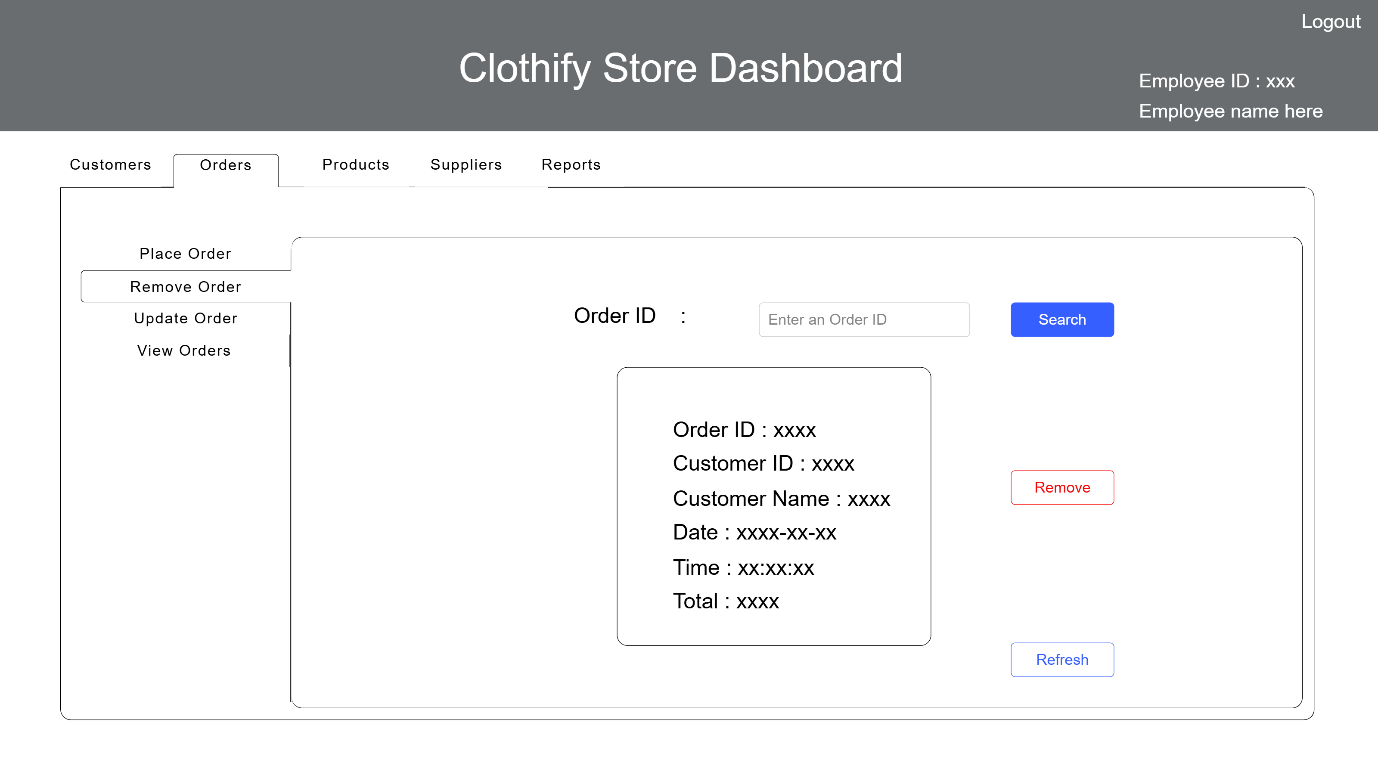 Logout
Clothify Store Dashboard
Employee ID : xxx
Employee name here
Customers
Orders
Products
Suppliers
Reports
Place Order
Remove Order
Update Order
View Orders
Order ID :
Enter an Order ID
Search
Order ID : xxxx
Customer ID : xxxx
Customer Name : xxxx
Date : xxxx-xx-xx
Time : xx:xx:xx
Total : xxxx
Remove
Refresh